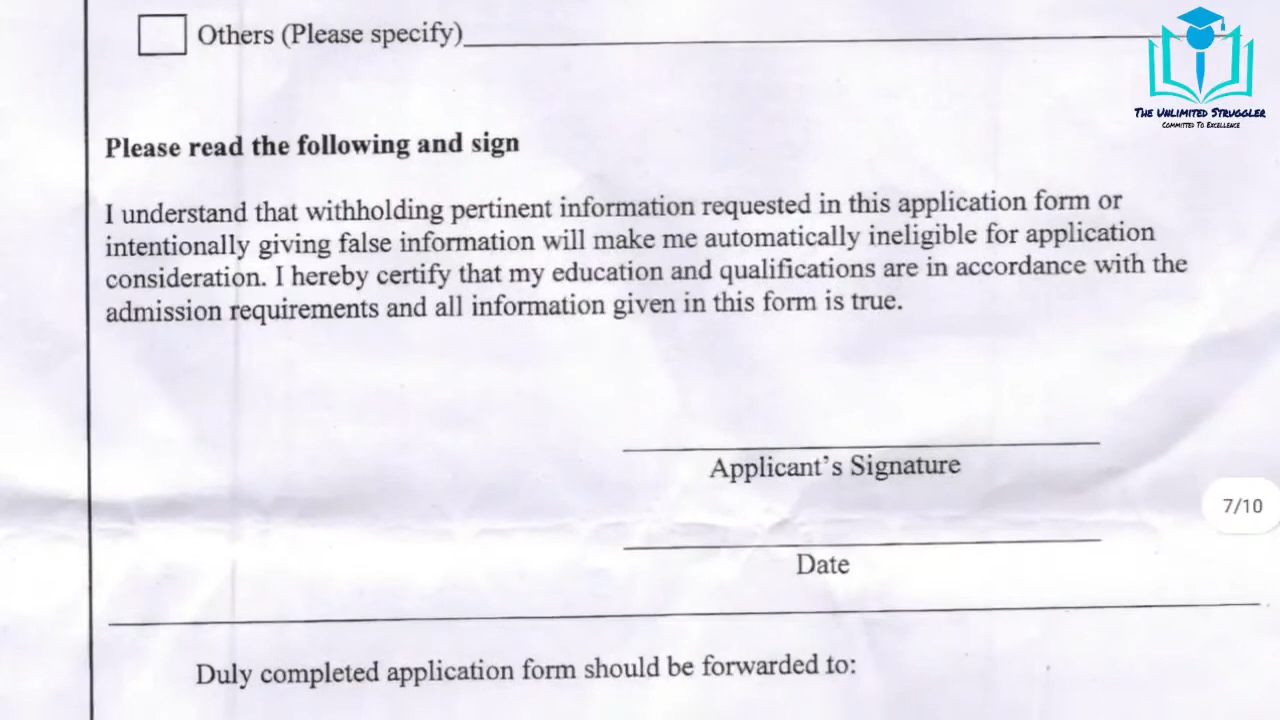 Others (Please specify)
THE UNLIMITED STRUGGLER
COMMITTED TO EXCELLENCE
Please read the following and sign
I understand that withholding pertinent information requested in this application form or
intentionally giving false information will make me automatically ineligible for application
consideration. I hereby certify that my education and qualifications are in accordance with the
admission requirements and all information given in this form is true.
Applicant's Signature
7/10
Date
Duly completed application form should be forwarded to: